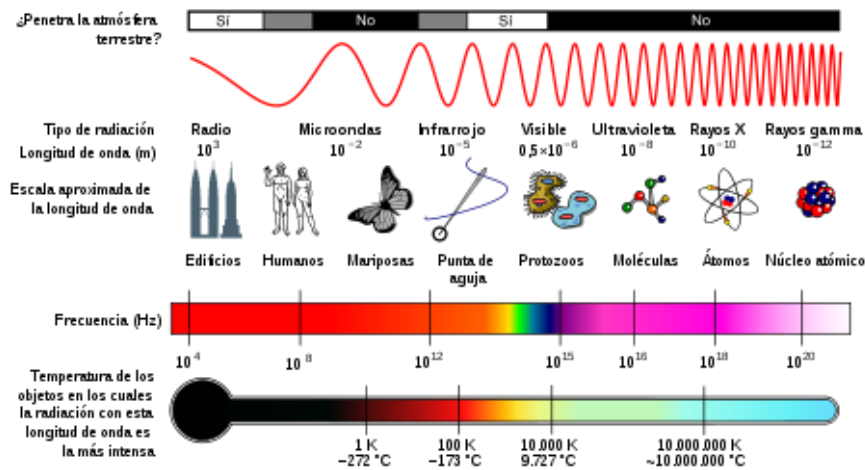 ¿Penetra la atmósfera
terrestre?
Sí No Sí No
Tipo de radiación Radio Microondas Infrarrojo Visible Ultravioleta Rayos X Rayos gamma
Longitud de onda (m) 10³ 10⁻² 10⁻⁵ 0,5×10⁻⁶ 10⁻⁸ 10⁻¹⁰ 10⁻¹²
Escala aproximada de
la longitud de onda
Edificios Humanos Mariposas Punta de aguja Protozoos Moléculas Átomos Núcleo atómico
Frecuencia (Hz)
10⁴ 10⁸ 10¹² 10¹⁵ 10¹⁶ 10¹⁸ 10²⁰
Temperatura de los
objetos en los cuales
la radiación con esta
longitud de onda es
la más intensa
1 K 100 K 10.000 K 10.000.000 K
−272 °C −173 °C 9.727 °C ~10.000.000 °C